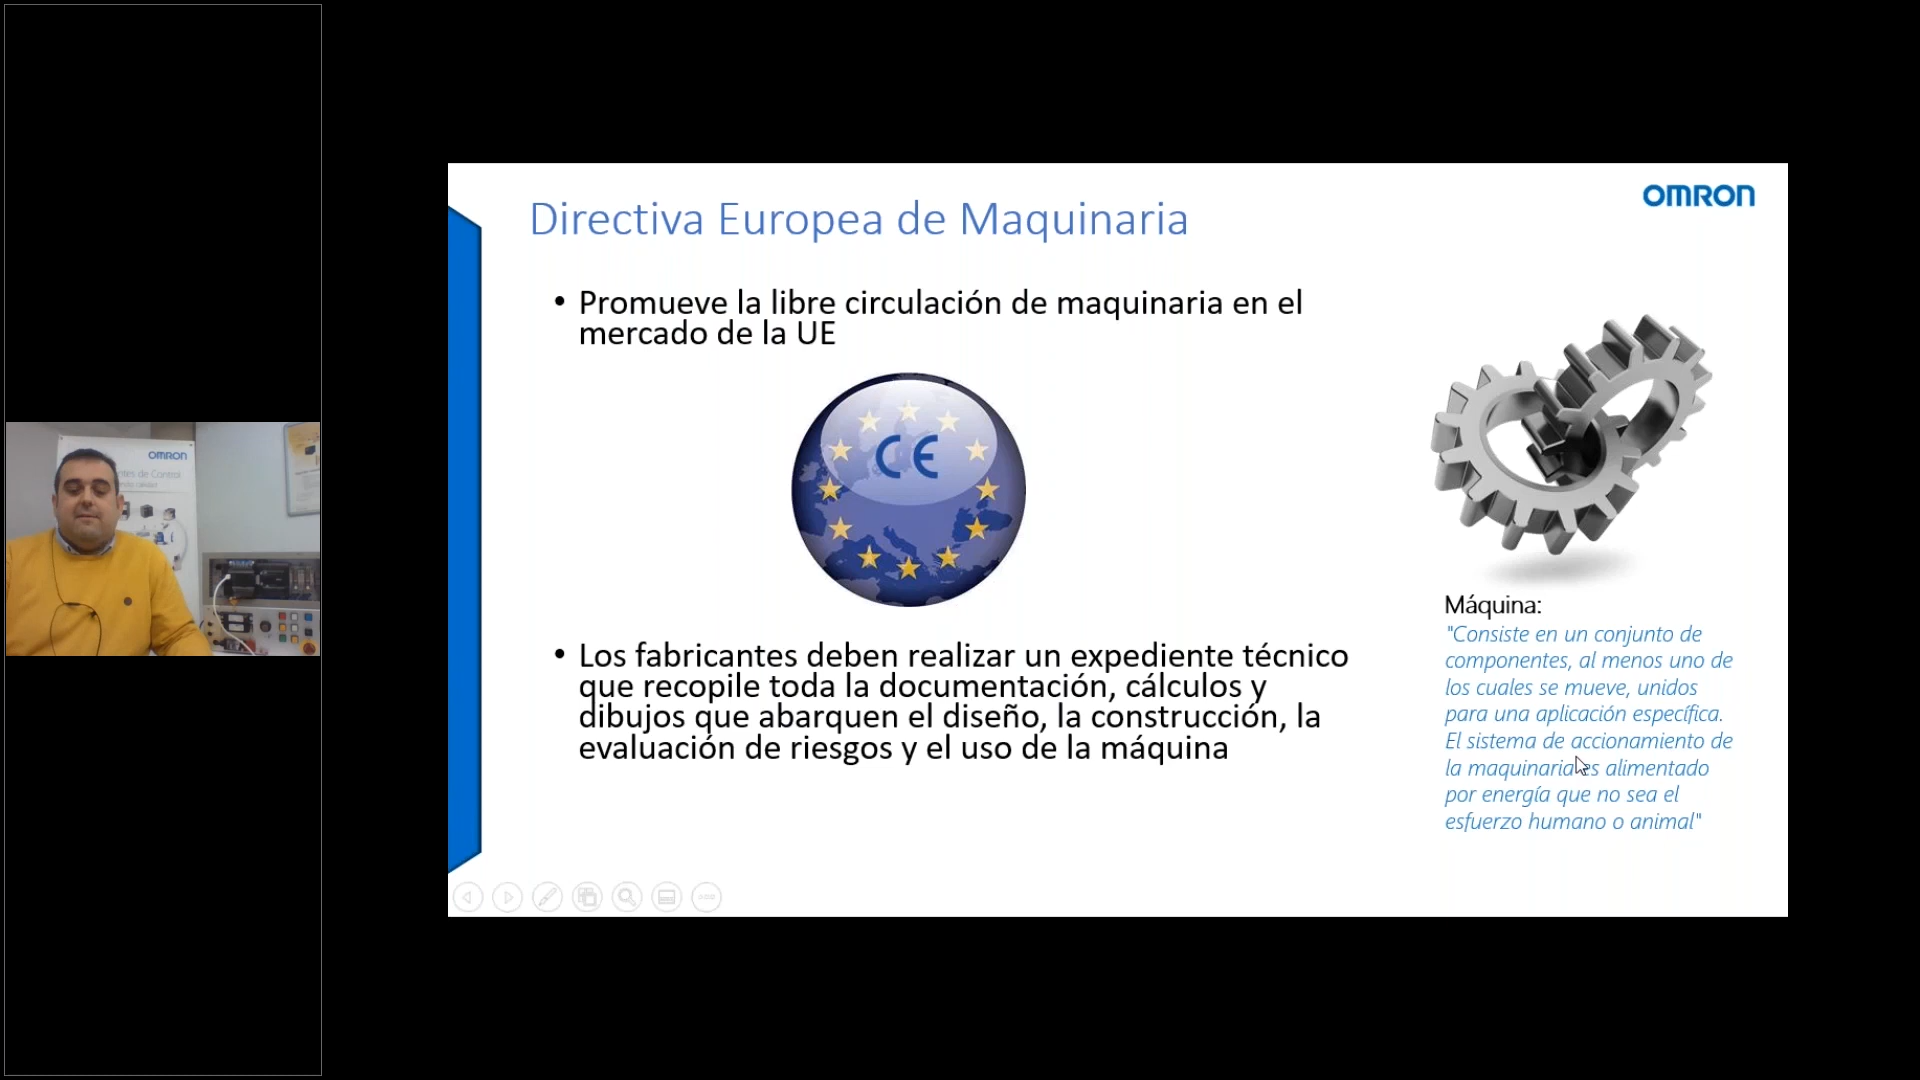 OMRON
ntes de Control
OMRON
Directiva Europea de Maquinaria
• Promueve la libre circulación de maquinaria en el
mercado de la UE
CE
• Los fabricantes deben realizar un expediente técnico
que recopile toda la documentación, cálculos y
dibujos que abarquen el diseño, la construcción, la
evaluación de riesgos y el uso de la máquina
Máquina:
"Consiste en un conjunto de
componentes, al menos uno de
los cuales se mueve, unidos
para una aplicación específica.
El sistema de accionamiento de
la maquinaria es alimentado
por energía que no sea el
esfuerzo humano o animal"